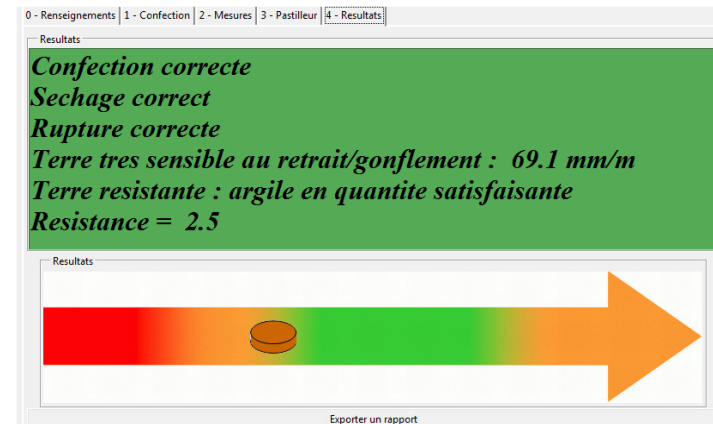 0 - Renseignements 1 - Confection 2 - Mesures 3 - Pastilleur 4 - Resultats
Resultats
Confection correcte
Sechage correct
Rupture correcte
Terre tres sensible au retrait/gonflement : 69.1 mm/m
Terre resistante : argile en quantite satisfaisante
Resistance = 2.5
Resultats
Exporter un rapport